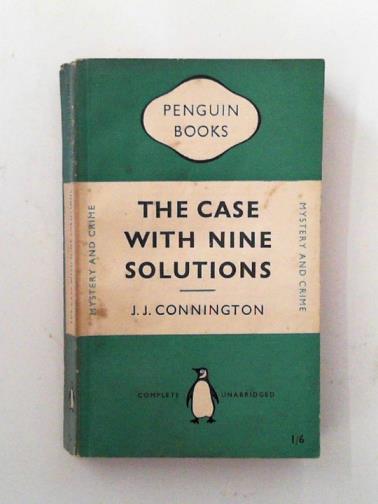 PENGUIN
BOOKS
MYSTERY AND CRIME
THE CASE
WITH NINE
SOLUTIONS
J. J. CONNINGTON
MYSTERY AND CRIME
COMPLETE UNABRIDGED
1/6